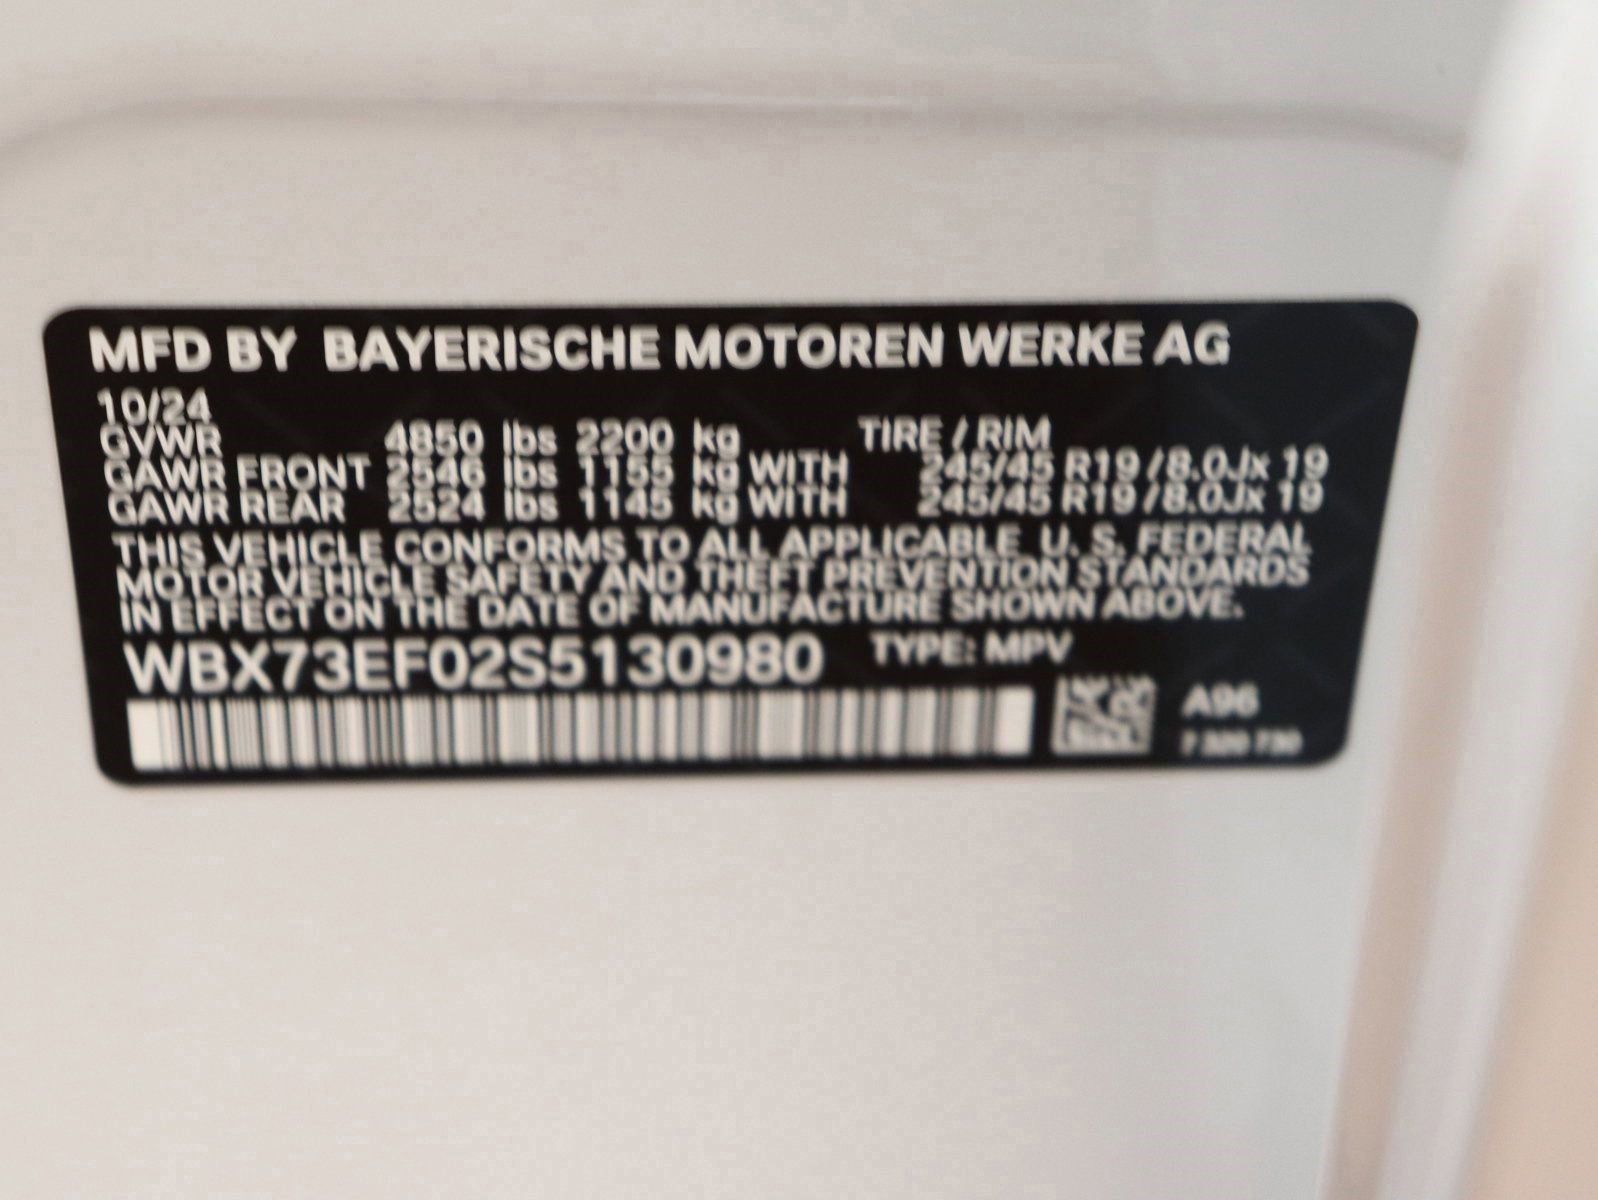 MFD BY BAYERISCHE MOTOREN WERKE AG
10/24
GVWR 4850 lbs 2200 kg TIRE / RIM
GAWR FRONT 2546 lbs 1155 kg WITH 245/45 R19 / 8.0Jx 19
GAWR REAR 2524 lbs 1145 kg WITH 245/45 R19 / 8.0Jx 19
THIS VEHICLE CONFORMS TO ALL APPLICABLE U. S. FEDERAL
MOTOR VEHICLE SAFETY AND THEFT PREVENTION STANDARDS
IN EFFECT ON THE DATE OF MANUFACTURE SHOWN ABOVE.
WBX73EF02S5130980 TYPE: MPV
A96